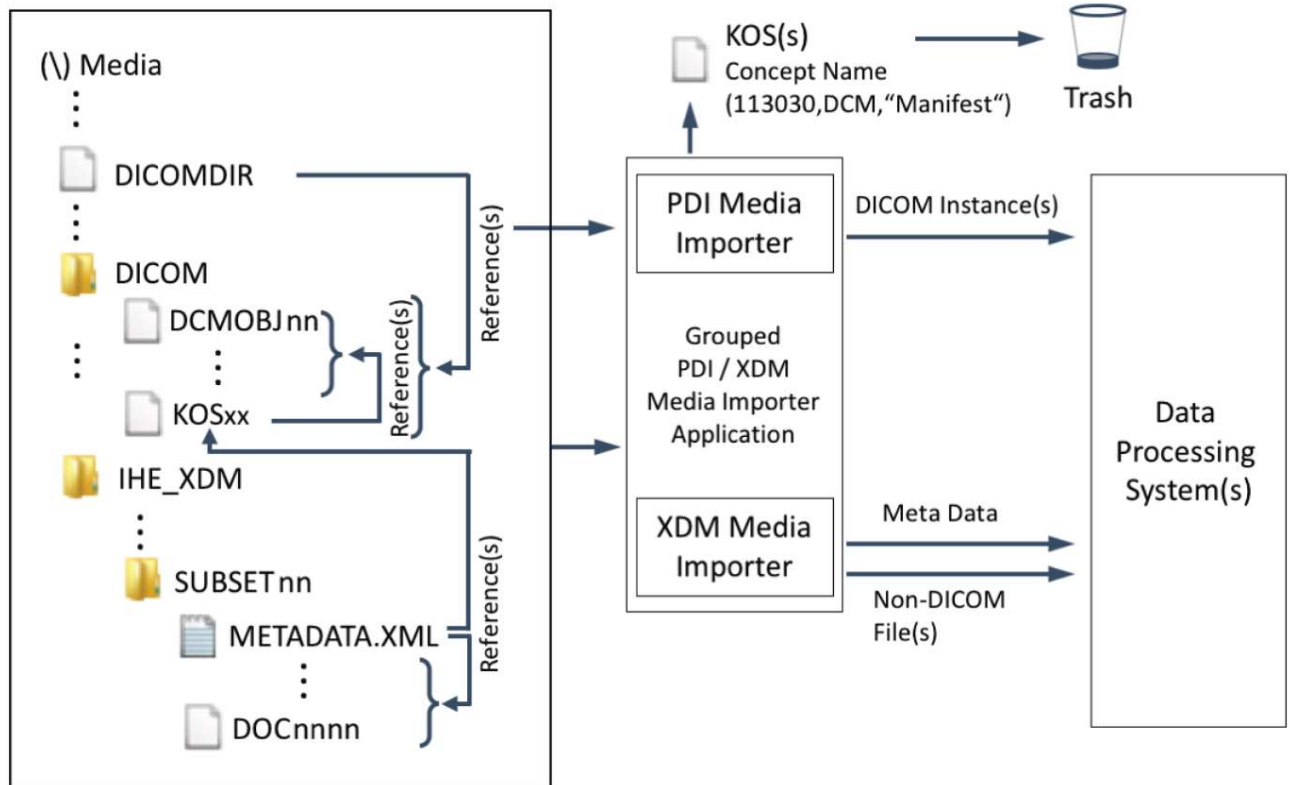 (\) Media
DICOMDIR
DICOM
DCMOBJnn
KOSxx
IHE_XDM
SUBSETnn
METADATA.XML
DOCnnnn
Reference(s)
Reference(s)
Reference(s)
KOS(s)
Concept Name
(113030,DCM,“Manifest“)
Trash
PDI Media
Importer
Grouped
PDI / XDM
Media Importer
Application
XDM Media
Importer
DICOM Instance(s)
Meta Data
Non-DICOM
File(s)
Data
Processing
System(s)